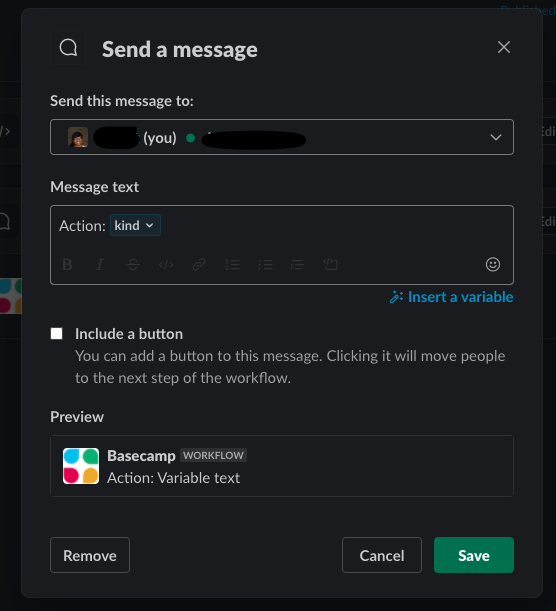 Published
Send a message
Send this message to:
(you)
Message text
Action: kind
Insert a variable
Include a button
You can add a button to this message. Clicking it will move people
to the next step of the workflow.
Preview
Basecamp WORKFLOW
Action: Variable text
Remove
Cancel
Save